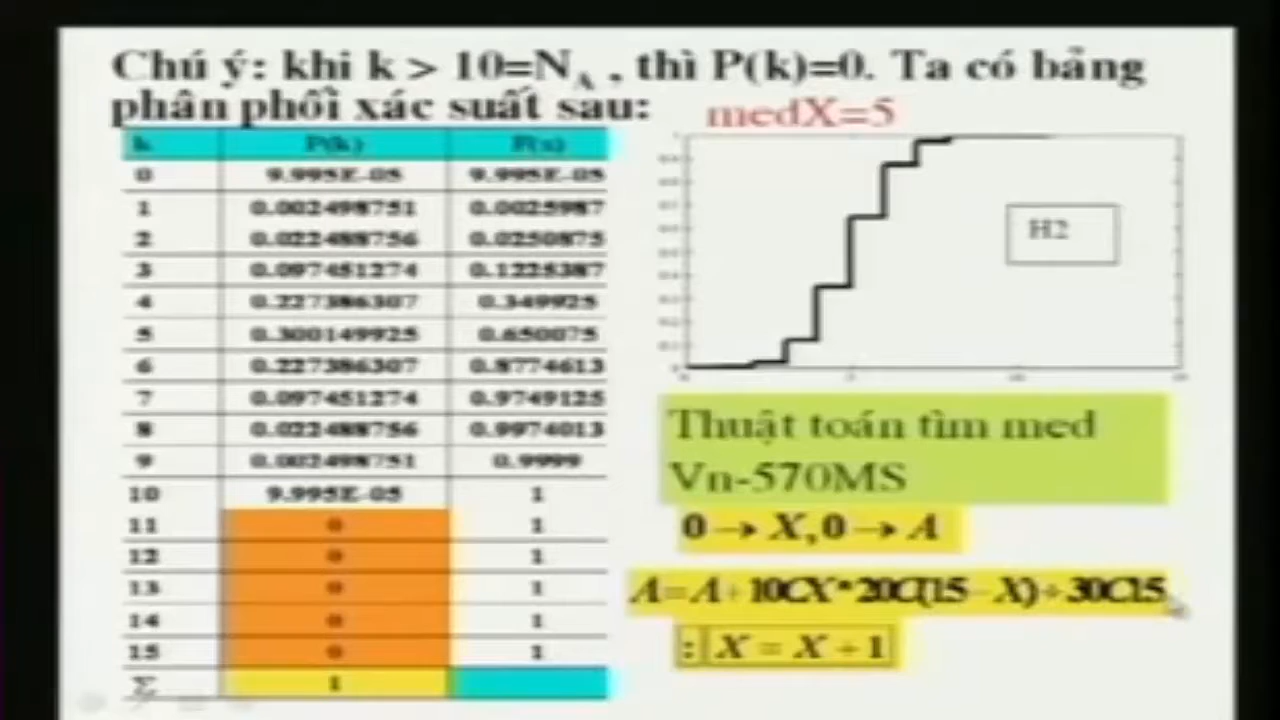 Chú ý: khi k > 10=N_A , thì P(k)=0. Ta có bảng
phân phối xác suất sau:
medX=5
k P(k) F(x)
0 9.995E-05 9.995E-05
1 0.002498751 0.0025987
2 0.022488756 0.0250875
3 0.097451274 0.1225387
4 0.227386307 0.349925
5 0.300149925 0.650075
6 0.227386307 0.8774613
7 0.097451274 0.9749125
8 0.022488756 0.9974013
9 0.002498751 0.9999
10 9.995E-05 1
11 0 1
12 0 1
13 0 1
14 0 1
15 0 1
Σ 1
H2
Thuật toán tìm med
Vn-570MS
0 → X, 0 → A
A = A + 10CX * 20C(15 - X) ÷ 30C15
: X = X + 1